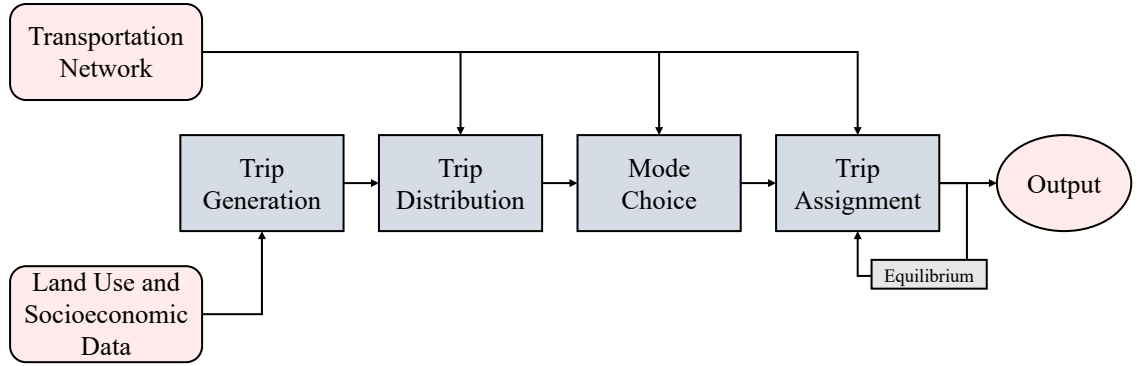 Transportation
Network
Trip
Generation
Trip
Distribution
Mode
Choice
Trip
Assignment
Output
Equilibrium
Land Use and
Socioeconomic
Data